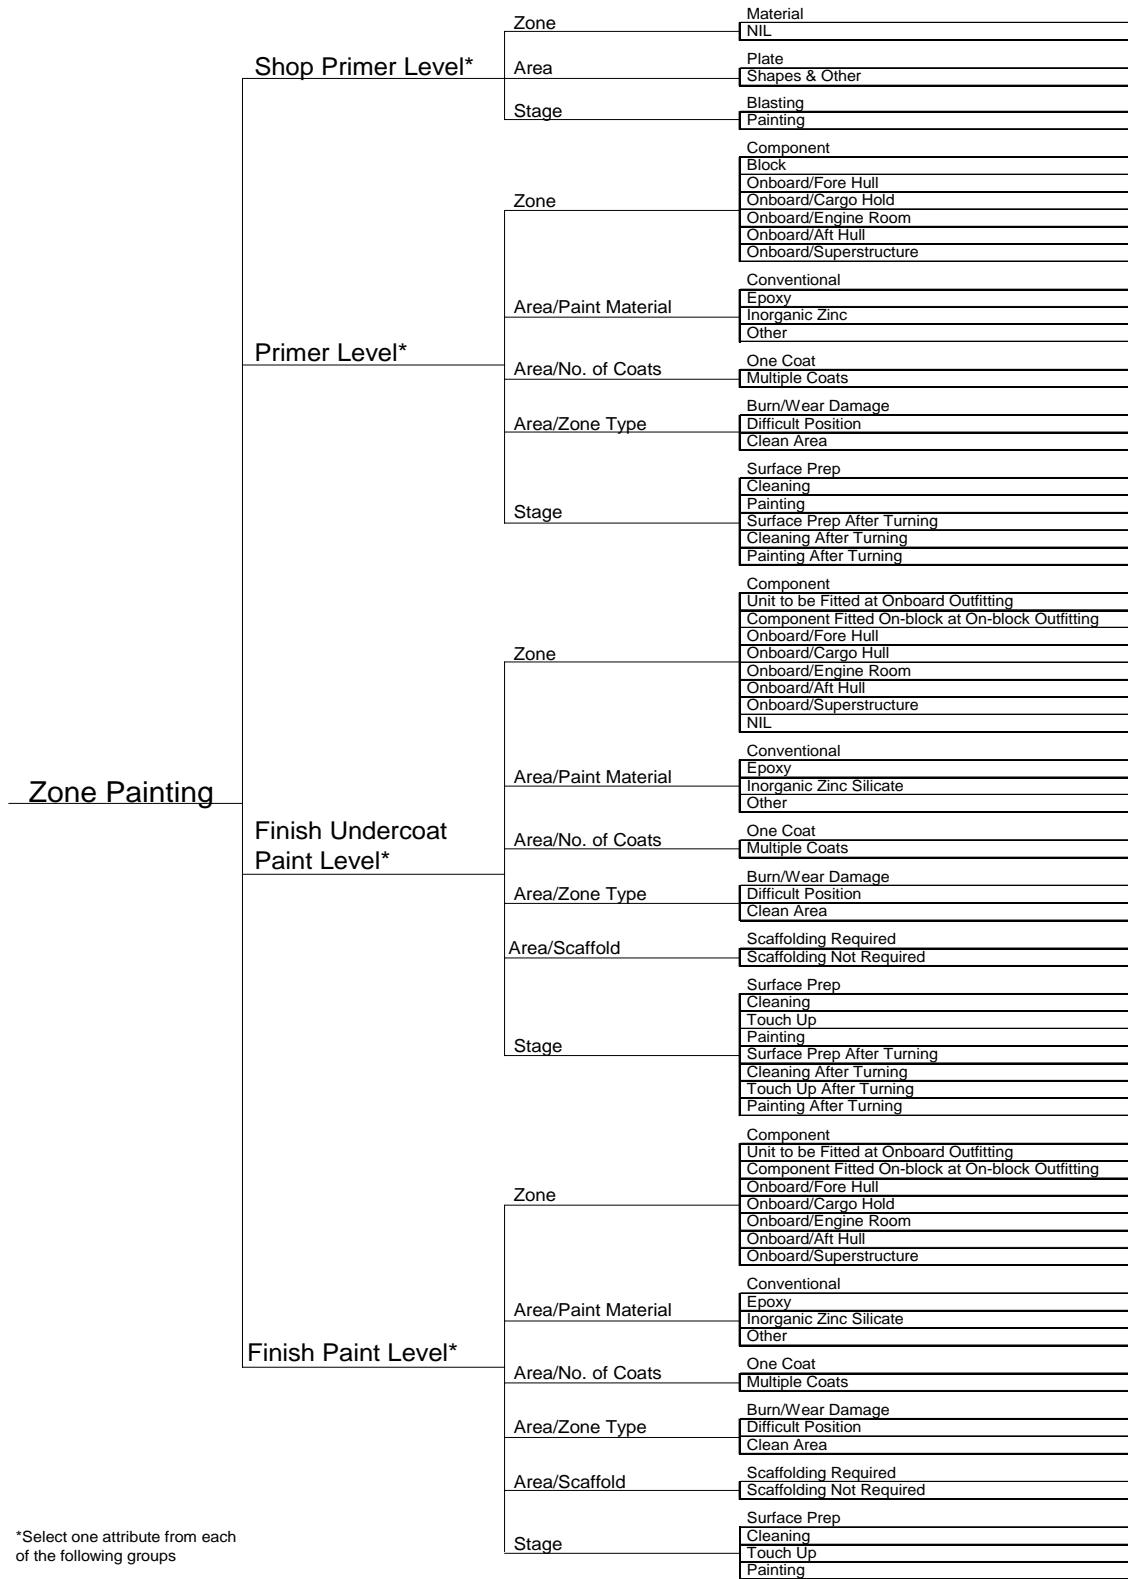 Zone Painting
Shop Primer Level*
Zone
Material
NIL
Area
Plate
Shapes & Other
Stage
Blasting
Painting
Primer Level*
Zone
Component
Block
Onboard/Fore Hull
Onboard/Cargo Hold
Onboard/Engine Room
Onboard/Aft Hull
Onboard/Superstructure
Area/Paint Material
Conventional
Epoxy
Inorganic Zinc
Other
Area/No. of Coats
One Coat
Multiple Coats
Area/Zone Type
Burn/Wear Damage
Difficult Position
Clean Area
Stage
Surface Prep
Cleaning
Painting
Surface Prep After Turning
Cleaning After Turning
Painting After Turning
Finish Undercoat
Paint Level*
Zone
Component
Unit to be Fitted at Onboard Outfitting
Component Fitted On-block at On-block Outfitting
Onboard/Fore Hull
Onboard/Cargo Hull
Onboard/Engine Room
Onboard/Aft Hull
Onboard/Superstructure
NIL
Area/Paint Material
Conventional
Epoxy
Inorganic Zinc Silicate
Other
Area/No. of Coats
One Coat
Multiple Coats
Area/Zone Type
Burn/Wear Damage
Difficult Position
Clean Area
Area/Scaffold
Scaffolding Required
Scaffolding Not Required
Stage
Surface Prep
Cleaning
Touch Up
Painting
Surface Prep After Turning
Cleaning After Turning
Touch Up After Turning
Painting After Turning
Finish Paint Level*
Zone
Component
Unit to be Fitted at Onboard Outfitting
Component Fitted On-block at On-block Outfitting
Onboard/Fore Hull
Onboard/Cargo Hold
Onboard/Engine Room
Onboard/Aft Hull
Onboard/Superstructure
Area/Paint Material
Conventional
Epoxy
Inorganic Zinc Silicate
Other
Area/No. of Coats
One Coat
Multiple Coats
Area/Zone Type
Burn/Wear Damage
Difficult Position
Clean Area
Area/Scaffold
Scaffolding Required
Scaffolding Not Required
Stage
Surface Prep
Cleaning
Touch Up
Painting
*Select one attribute from each
of the following groups